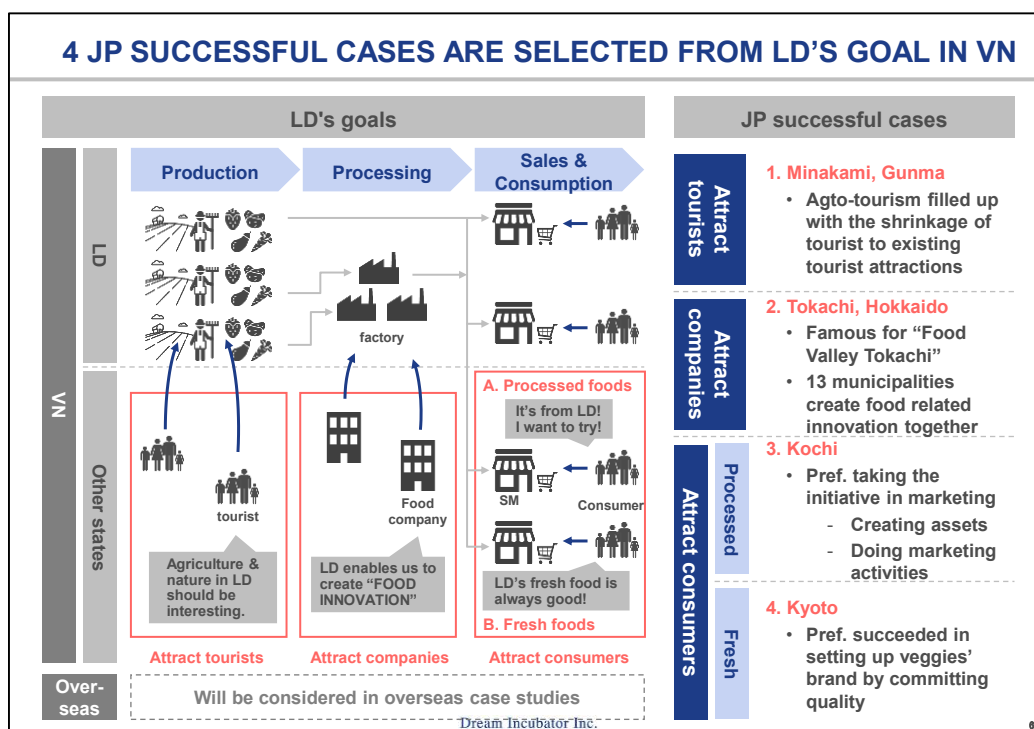 4 JP SUCCESSFUL CASES ARE SELECTED FROM LD'S GOAL IN VN
LD's goals
JP successful cases
VN
LD
Other states
Over-
seas
Production
Processing
Sales &
Consumption
factory
tourist
Agriculture &
nature in LD
should be
interesting.
Attract tourists
Food
company
LD enables us to
create "FOOD
INNOVATION"
Attract companies
A. Processed foods
It's from LD!
I want to try!
SM
Consumer
LD's fresh food is
always good!
B. Fresh foods
Attract consumers
Will be considered in overseas case studies
Attract
tourists
1. Minakami, Gunma
• Agto-tourism filled up
with the shrinkage of
tourist to existing
tourist attractions
Attract
companies
2. Tokachi, Hokkaido
• Famous for "Food
Valley Tokachi"
• 13 municipalities
create food related
innovation together
Attract consumers
Processed
3. Kochi
• Pref. taking the
initiative in marketing
- Creating assets
- Doing marketing
activities
Fresh
4. Kyoto
• Pref. succeeded in
setting up veggies'
brand by committing
quality
Dream Incubator Inc.